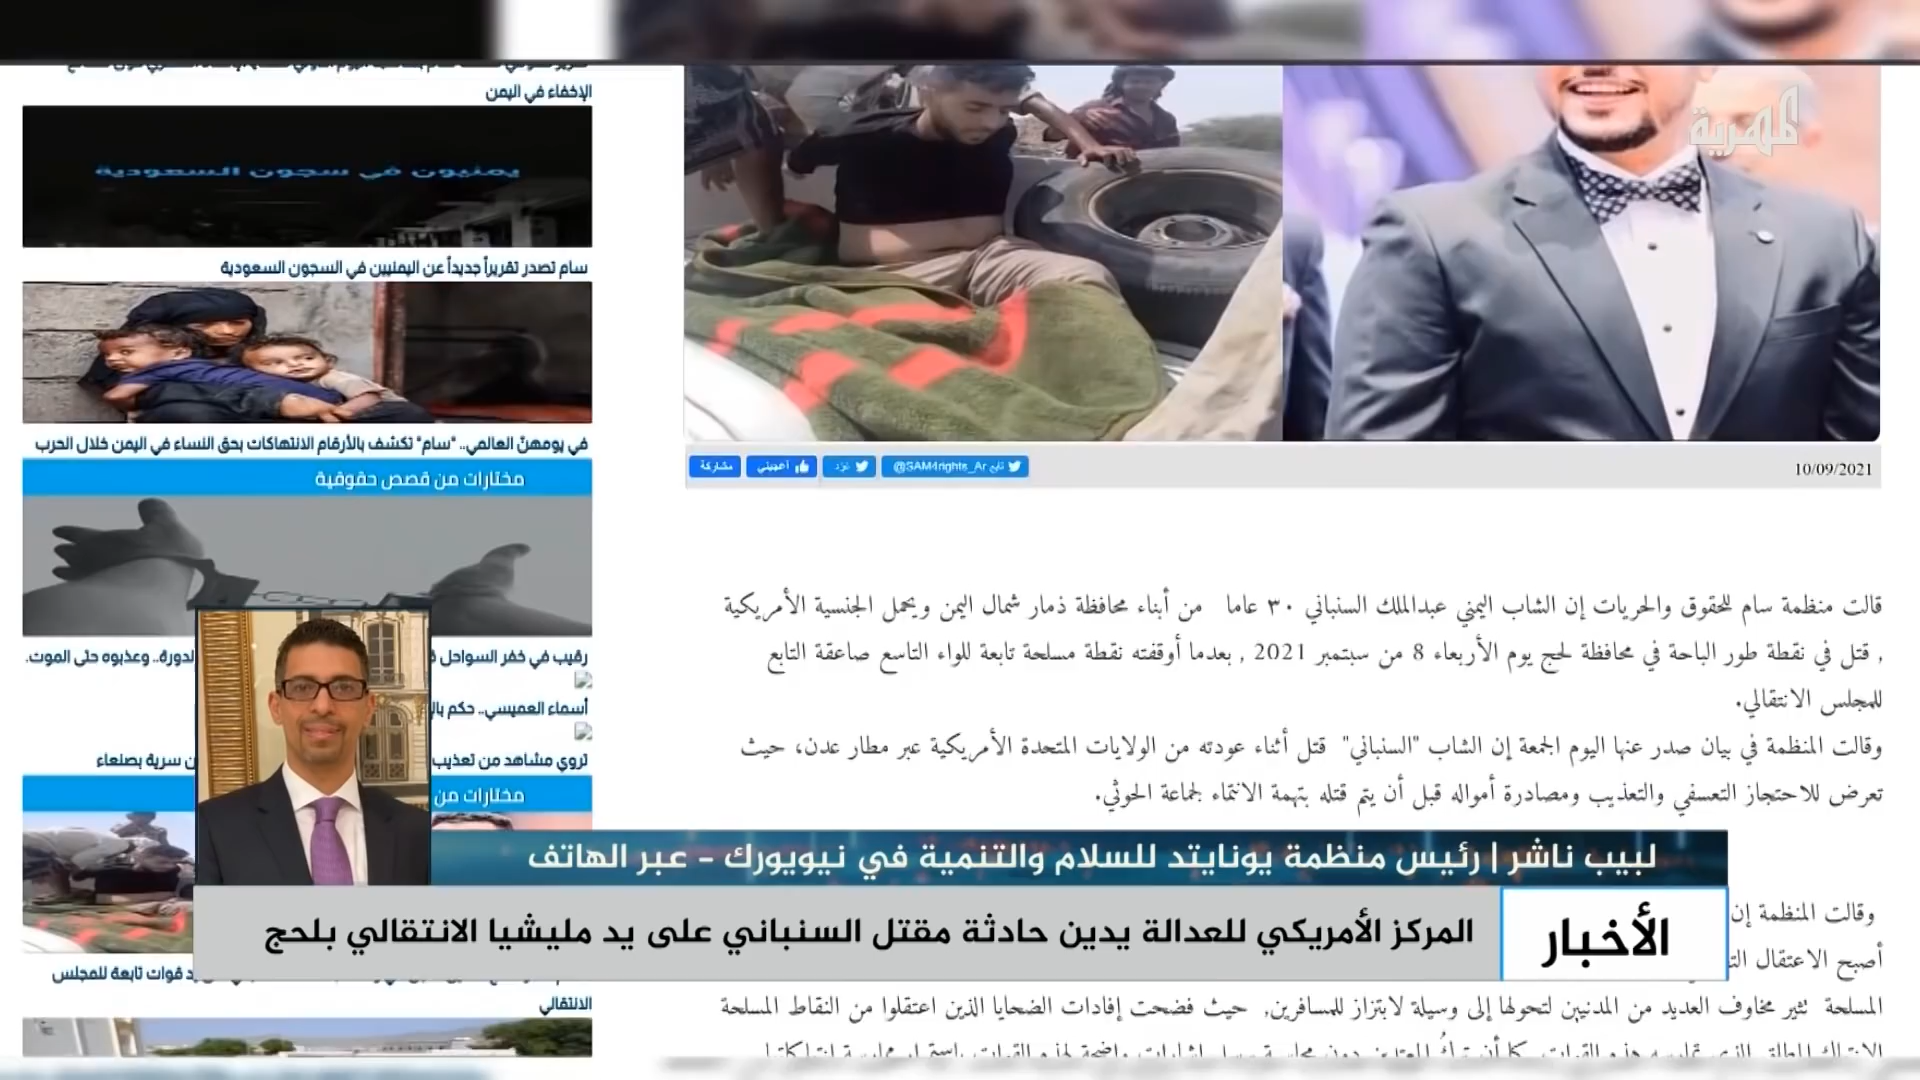 المهرية
الإخفاء في اليمن
يمنيون في سجون السعودية
سام تصدر تقريراً جديداً عن اليمنيين في السجون السعودية
في يومهنّ العالمي.. "سام" تكشف بالأرقام الانتهاكات بحق النساء في اليمن خلال الحرب
مختارات من قصص حقوقية
رقيب في خفر السواحل
لدورة.. وعذبوه حتى الموت.
أسماء العميسي.. حكم
تروي مشاهد من تعذيب
ن سرية بصنعاء
مختارات من
د قوات تابعة للمجلس
الانتقالي
مشاركة
أعجبني
غرّد
تابع @SAM4rights_Ar
10/09/2021
قالت منظمة سام للحقوق والحريات إن الشاب اليمني عبدالملك السنباني ٣٠ عاما من أبناء محافظة ذمار شمال اليمن ويحمل الجنسية الأمريكية
, قتل في نقطة طور الباحة في محافظة لحج يوم الأربعاء 8 من سبتمبر 2021 , بعدما أوقفته نقطة مسلحة تابعة للواء التاسع صاعقة التابع
للمجلس الانتقالي.
وقالت المنظمة في بيان صدر عنها اليوم الجمعة إن الشاب "السنباني" قتل أثناء عودته من الولايات المتحدة الأمريكية عبر مطار عدن، حيث
تعرض للاحتجاز التعسفي والتعذيب ومصادرة أمواله قبل أن يتم قتله بتهمة الانتماء لجماعة الحوثي.
لبيب ناشر | رئيس منظمة يونايتد للسلام والتنمية في نيويورك - عبر الهاتف
الأخبار
المركز الأمريكي للعدالة يدين حادثة مقتل السنباني على يد مليشيا الانتقالي بلحج
وقالت المنظمة إن
أصبح الاعتقال
المسلحة تثير مخاوف العديد من المدنيين لتحولها إلى وسيلة لابتزاز للمسافرين, حيث فضحت إفادات الضحايا الذين اعتقلوا من النقاط المسلحة